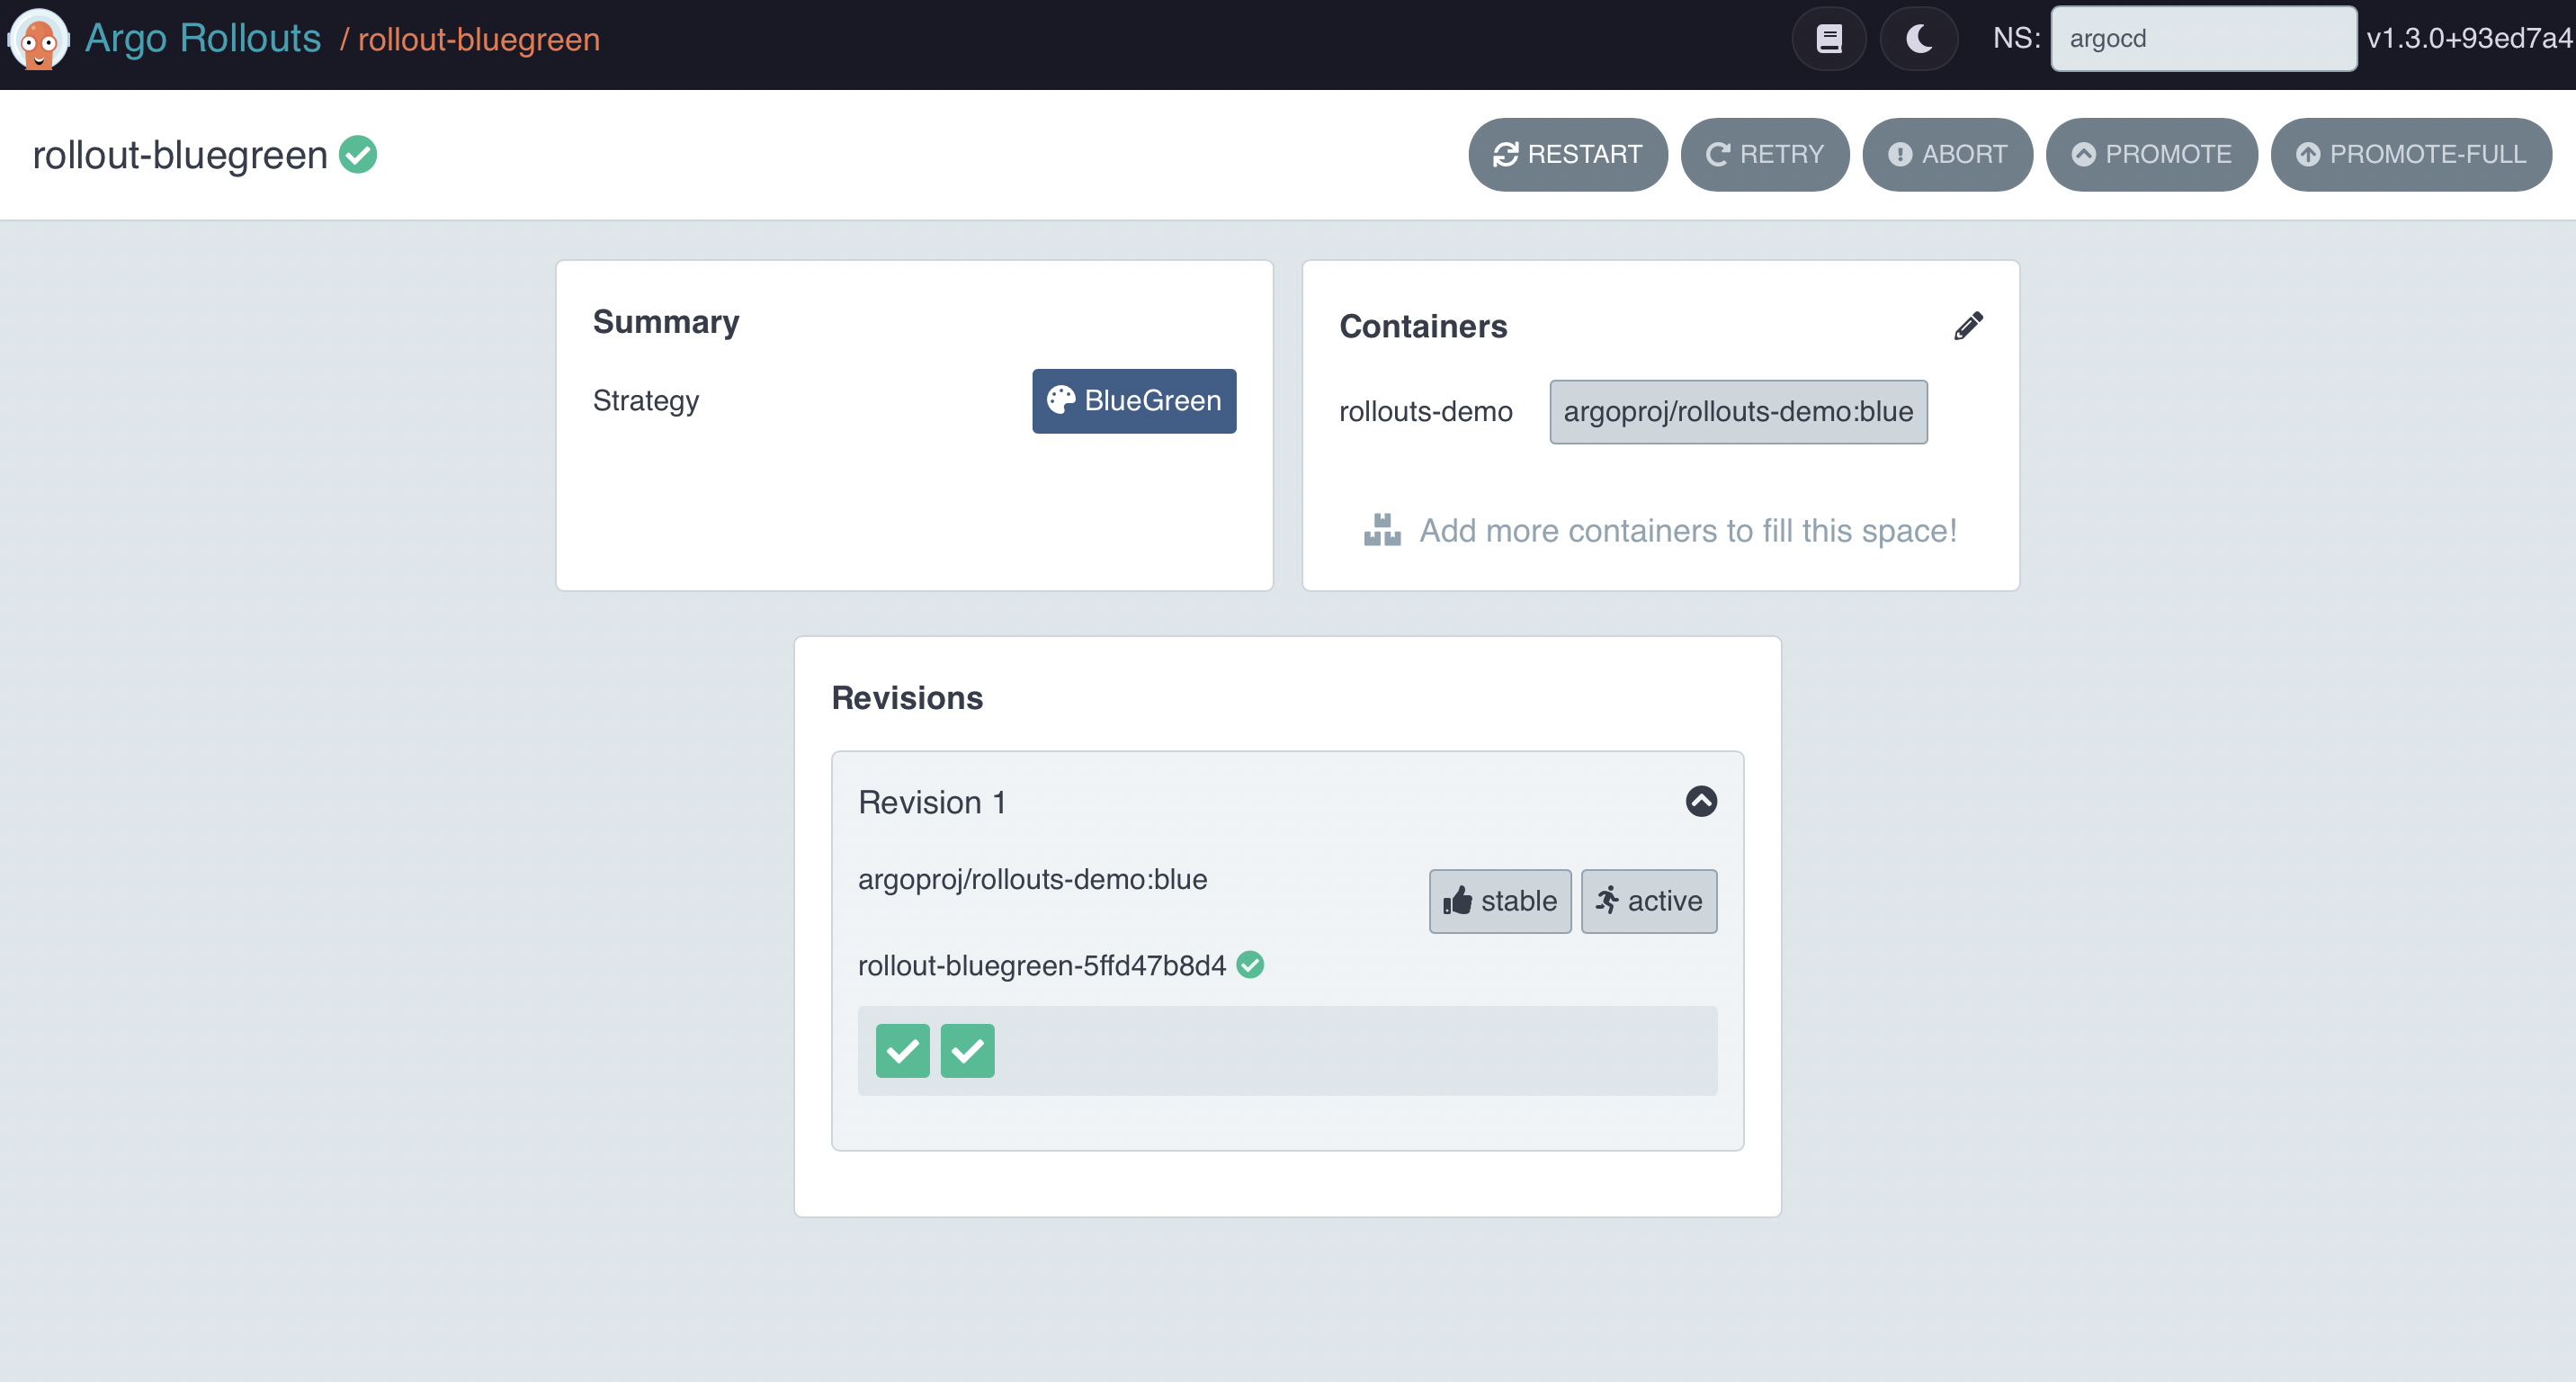 Argo Rollouts / rollout-bluegreen NS: argocd v1.3.0+93ed7a4
rollout-bluegreen RESTART RETRY ABORT PROMOTE PROMOTE-FULL
Summary
Strategy BlueGreen
Containers
rollouts-demo argoproj/rollouts-demo:blue
Add more containers to fill this space!
Revisions
Revision 1
argoproj/rollouts-demo:blue
stable active
rollout-bluegreen-5ffd47b8d4